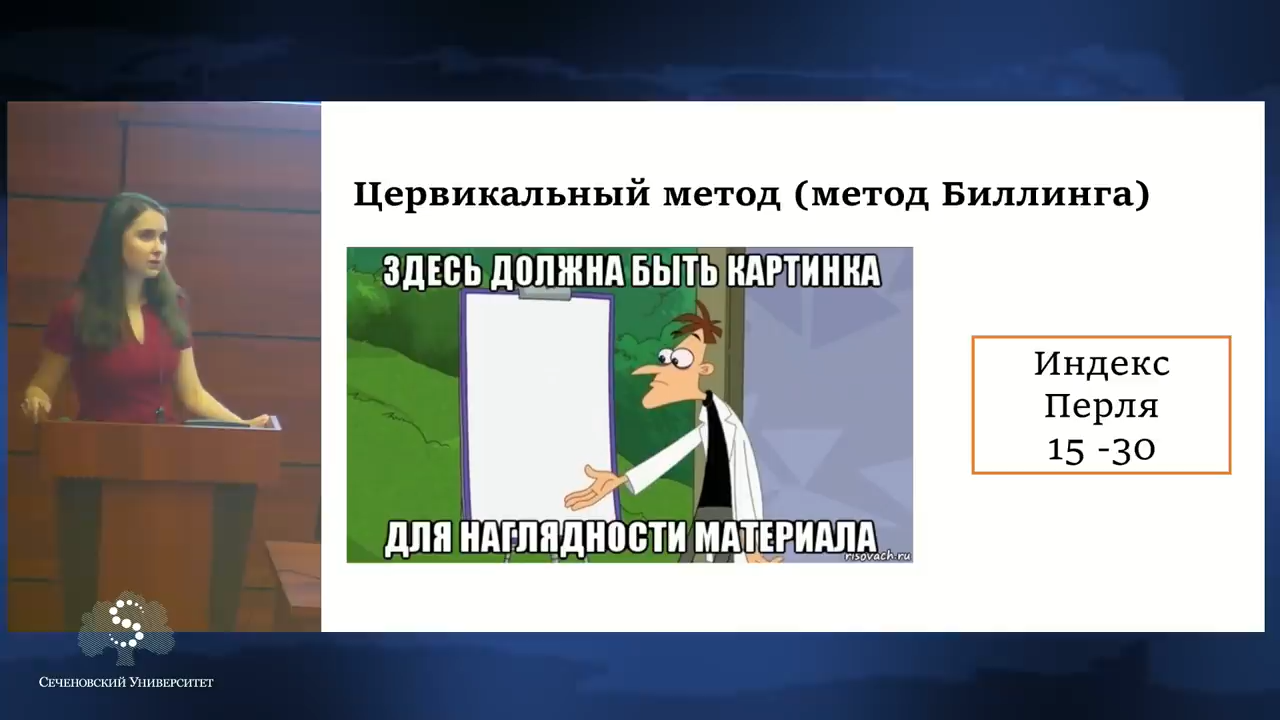 Цервикальный метод (метод Биллинга)
ЗДЕСЬ ДОЛЖНА БЫТЬ КАРТИНКА
ДЛЯ НАГЛЯДНОСТИ МАТЕРИАЛА
risovach.ru
Индекс
Перля
15 -30
S
СЕЧЕНОВСКИЙ УНИВЕРСИТЕТ